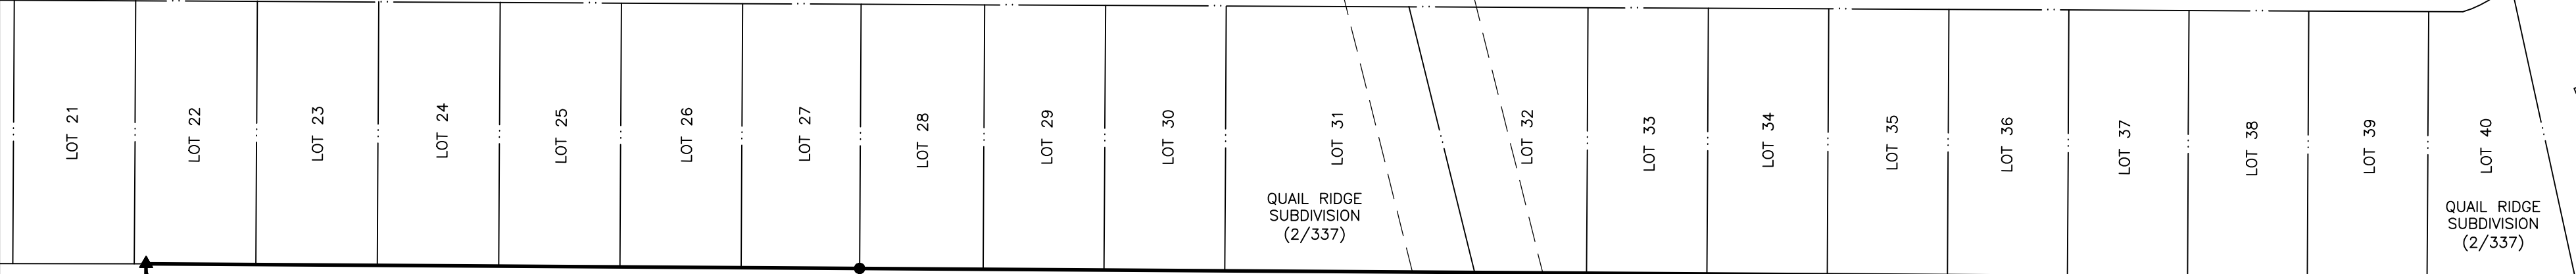 LOT 21
LOT 22
LOT 23
LOT 24
LOT 25
LOT 26
LOT 27
LOT 28
LOT 29
LOT 30
LOT 31
QUAIL RIDGE
SUBDIVISION
(2/337)
LOT 32
LOT 33
LOT 34
LOT 35
LOT 36
LOT 37
LOT 38
LOT 39
LOT 40
QUAIL RIDGE
SUBDIVISION
(2/337)